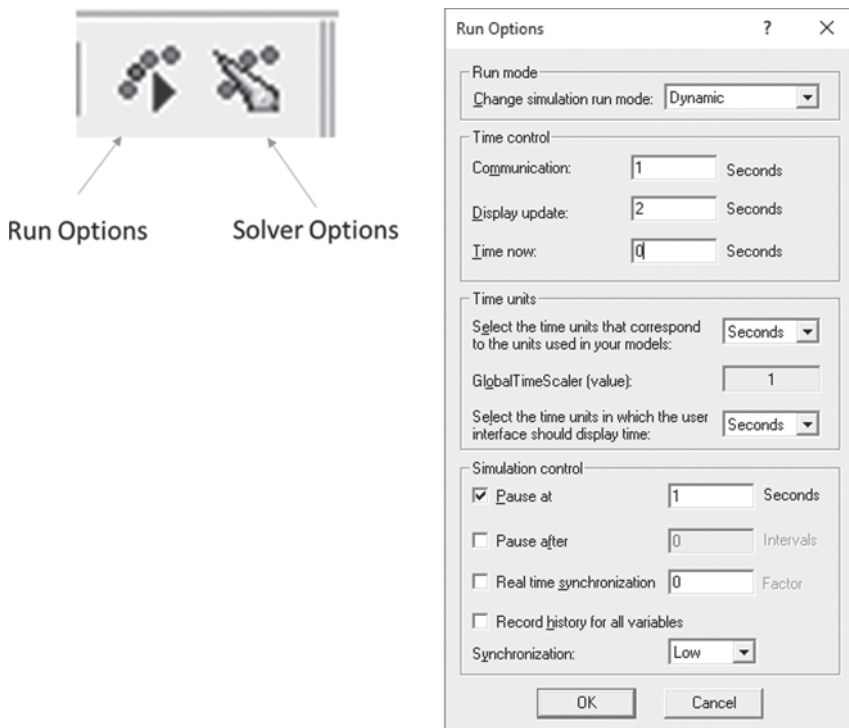 Run Options
Solver Options
Run Options ? ×
Run mode
Change simulation run mode: Dynamic
Time control
Communication: 1 Seconds
Display update: 2 Seconds
Time now: 0 Seconds
Time units
Select the time units that correspond
to the units used in your models: Seconds
GlobalTimeScaler (value): 1
Select the time units in which the user
interface should display time: Seconds
Simulation control
Pause at 1 Seconds
Pause after 0 Intervals
Real time synchronization 0 Factor
Record history for all variables
Synchronization: Low
OK Cancel